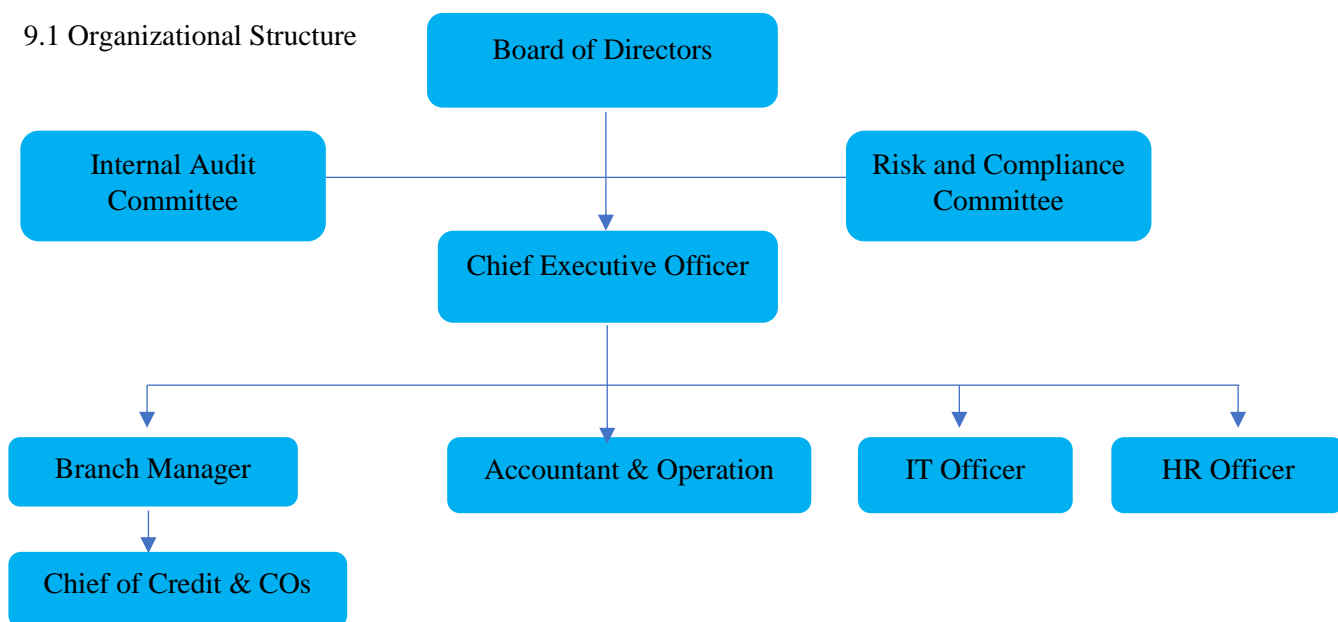 9.1 Organizational Structure
Board of Directors
Internal Audit
Committee
Risk and Compliance
Committee
Chief Executive Officer
Branch Manager
Accountant & Operation
IT Officer
HR Officer
Chief of Credit & COs